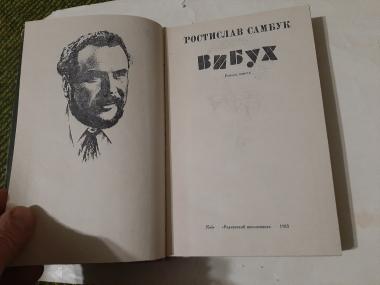 РОСТИСЛАВ САМБУК
ВИБУХ
Київ «Радянський письменник» 1983